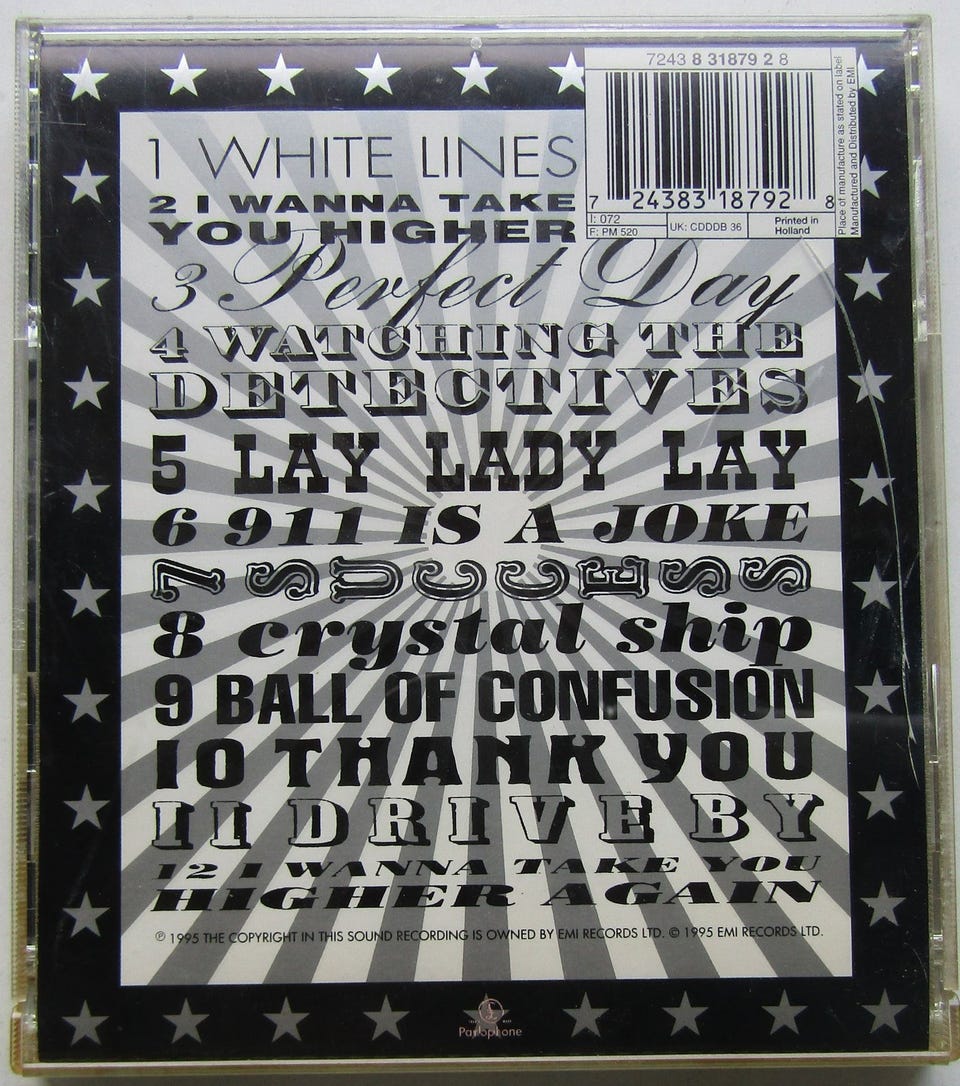 7243 8 31879 2 8
7 24383 18792 8
I: 072
F: PM 520
UK: CDDDB 36
Printed in
Holland
Place of manufacture as stated on label
Manufactured and Distributed by EMI
1 WHITE LINES
2 I WANNA TAKE
YOU HIGHER
3 Perfect Day
4 WATCHING THE
DETECTIVES
5 LAY LADY LAY
6 911 IS A JOKE
7 SUCCESS
8 crystal ship
9 BALL OF CONFUSION
10 THANK YOU
11 DRIVE BY
12 I WANNA TAKE YOU
HIGHER AGAIN
℗ 1995 THE COPYRIGHT IN THIS SOUND RECORDING IS OWNED BY EMI RECORDS LTD. © 1995 EMI RECORDS LTD.
Parlophone